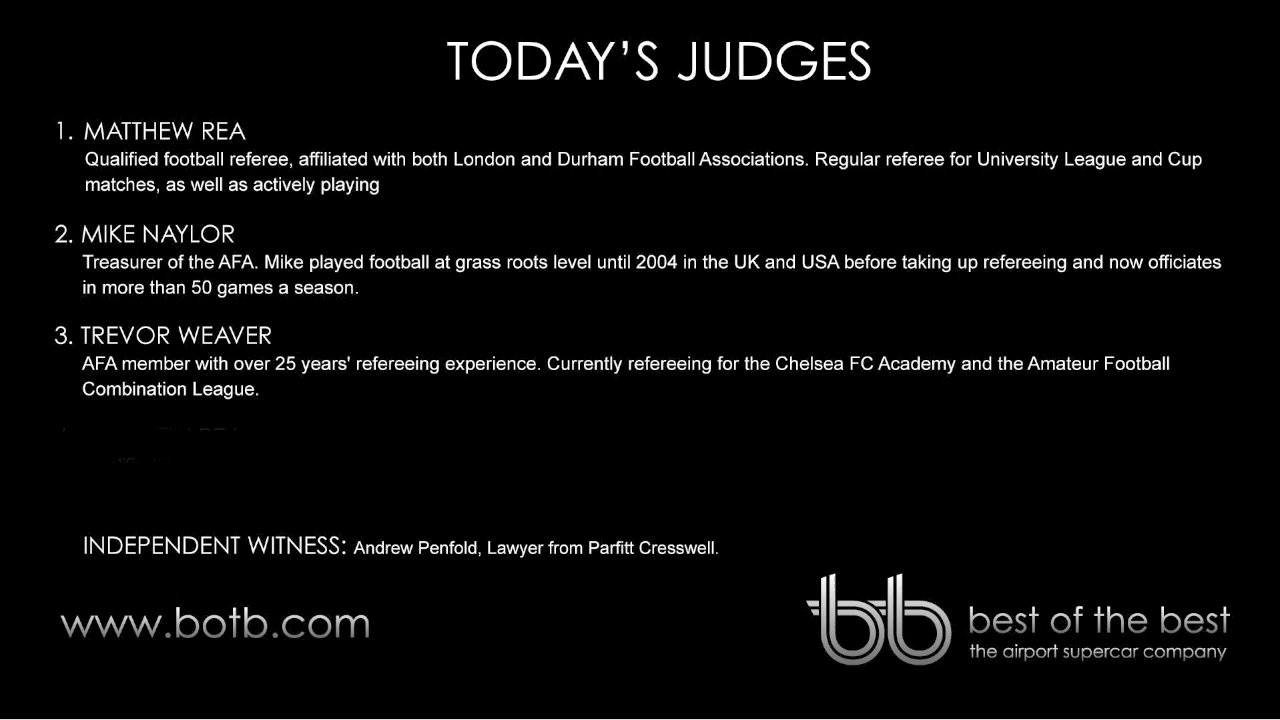 TODAY'S JUDGES
1. MATTHEW REA
Qualified football referee, affiliated with both London and Durham Football Associations. Regular referee for University League and Cup
matches, as well as actively playing
2. MIKE NAYLOR
Treasurer of the AFA. Mike played football at grass roots level until 2004 in the UK and USA before taking up refereeing and now officiates
in more than 50 games a season.
3. TREVOR WEAVER
AFA member with over 25 years' refereeing experience. Currently refereeing for the Chelsea FC Academy and the Amateur Football
Combination League.
INDEPENDENT WITNESS: Andrew Penfold, Lawyer from Parfitt Cresswell.
www.botb.com
bb best of the best
the airport supercar company